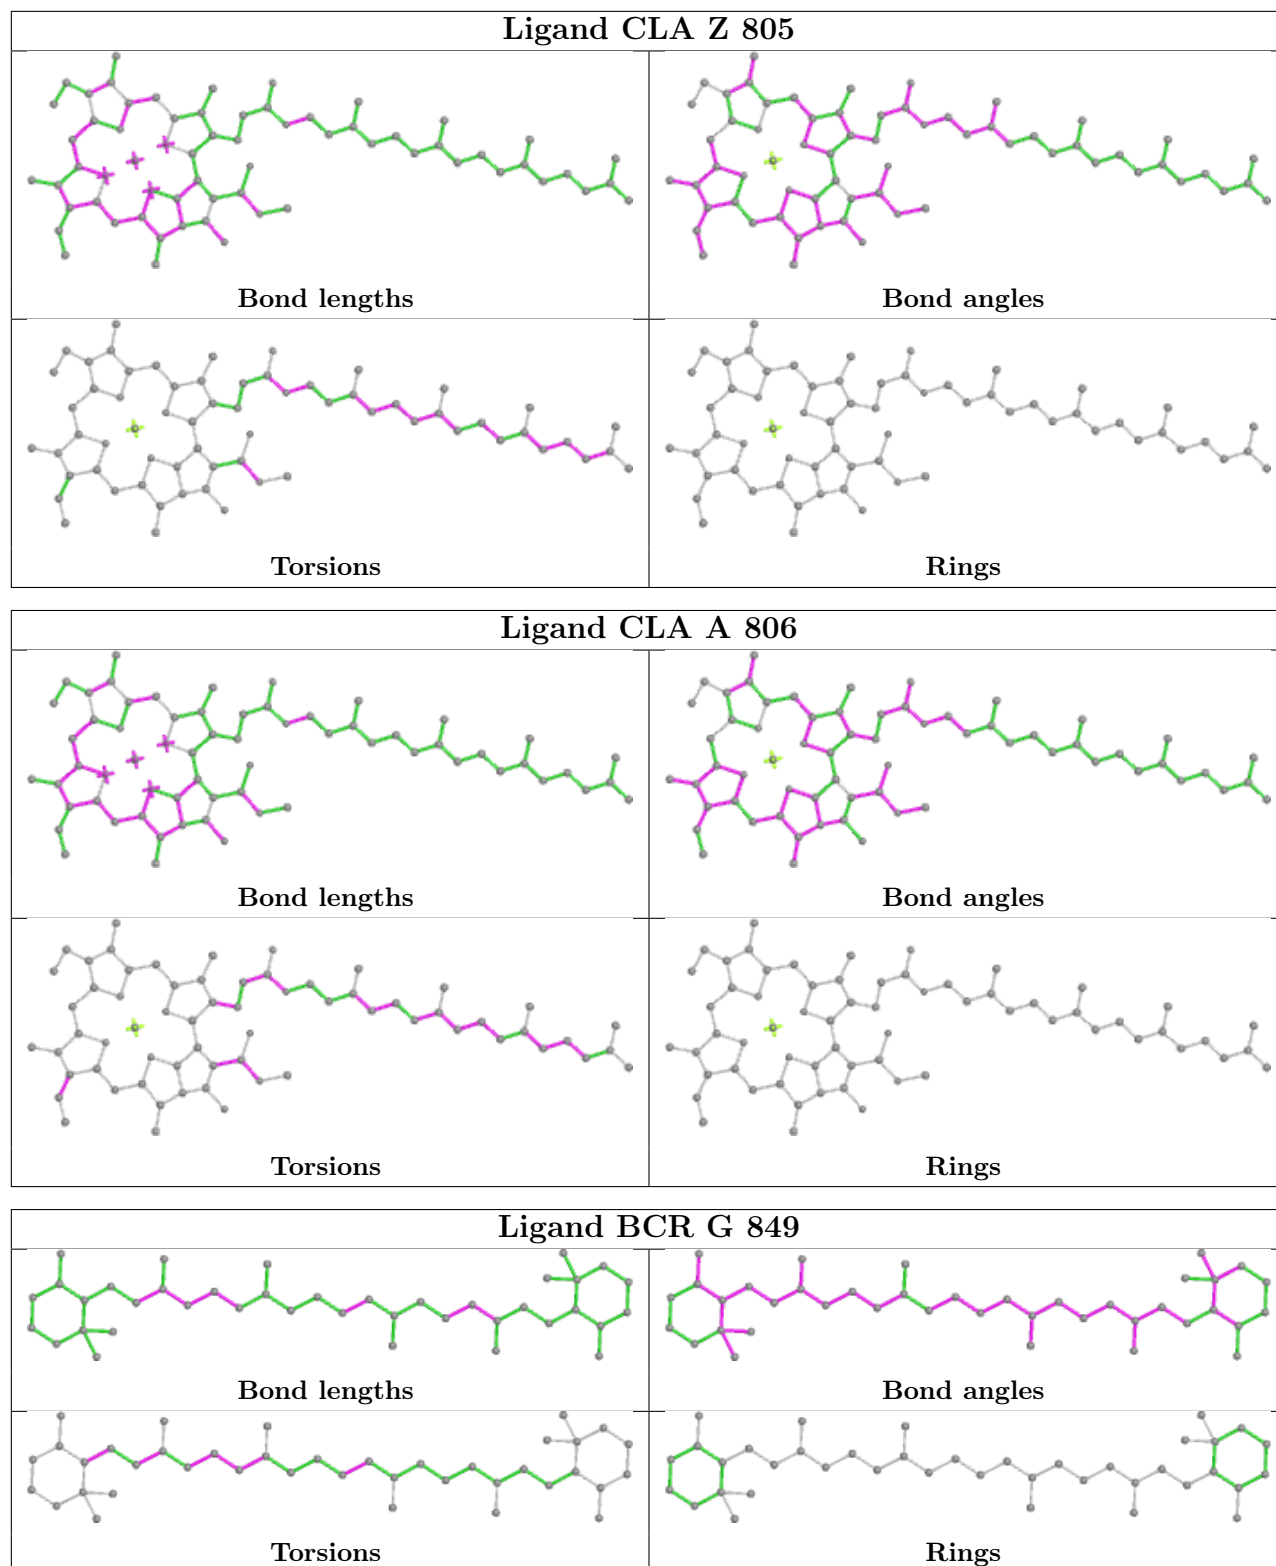 Ligand CLA Z 805
Bond lengths
Bond angles
Torsions
Rings
Ligand CLA A 806
Bond lengths
Bond angles
Torsions
Rings
Ligand BCR G 849
Bond lengths
Bond angles
Torsions
Rings